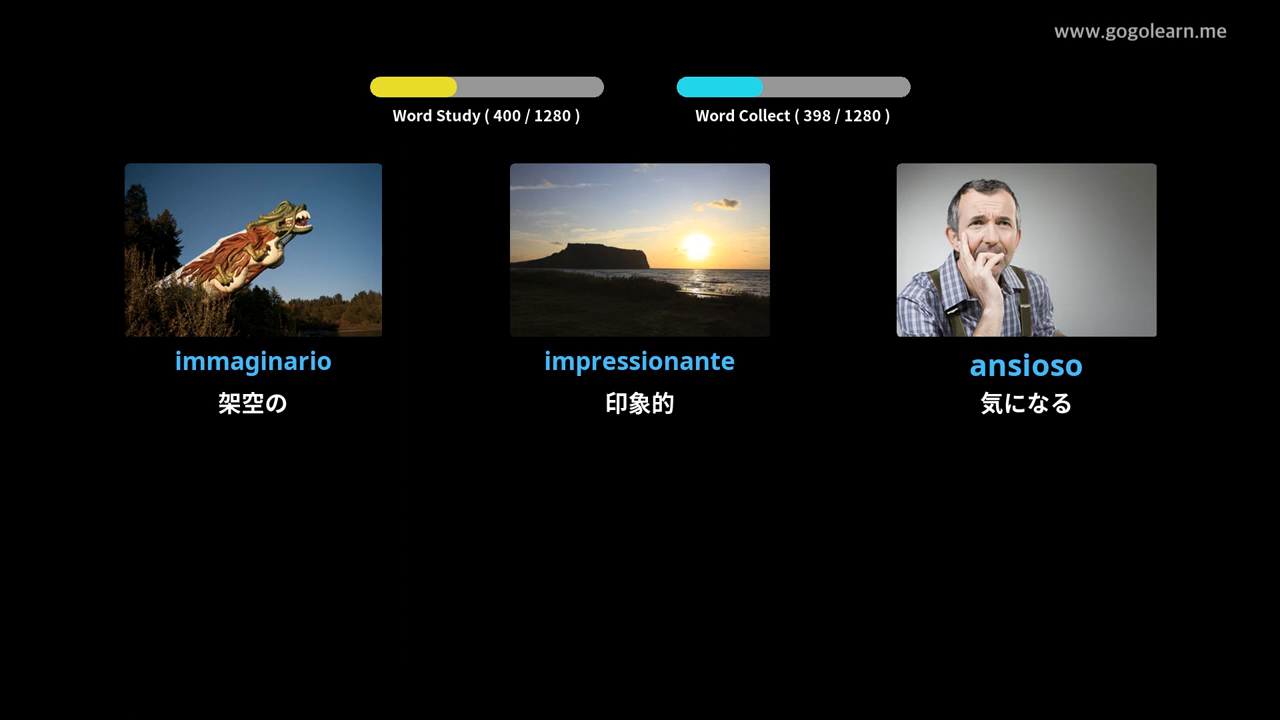 www.gogolearn.me
Word Study ( 400 / 1280 )
Word Collect ( 398 / 1280 )
immaginario
架空の
impressionante
印象的
ansioso
気になる